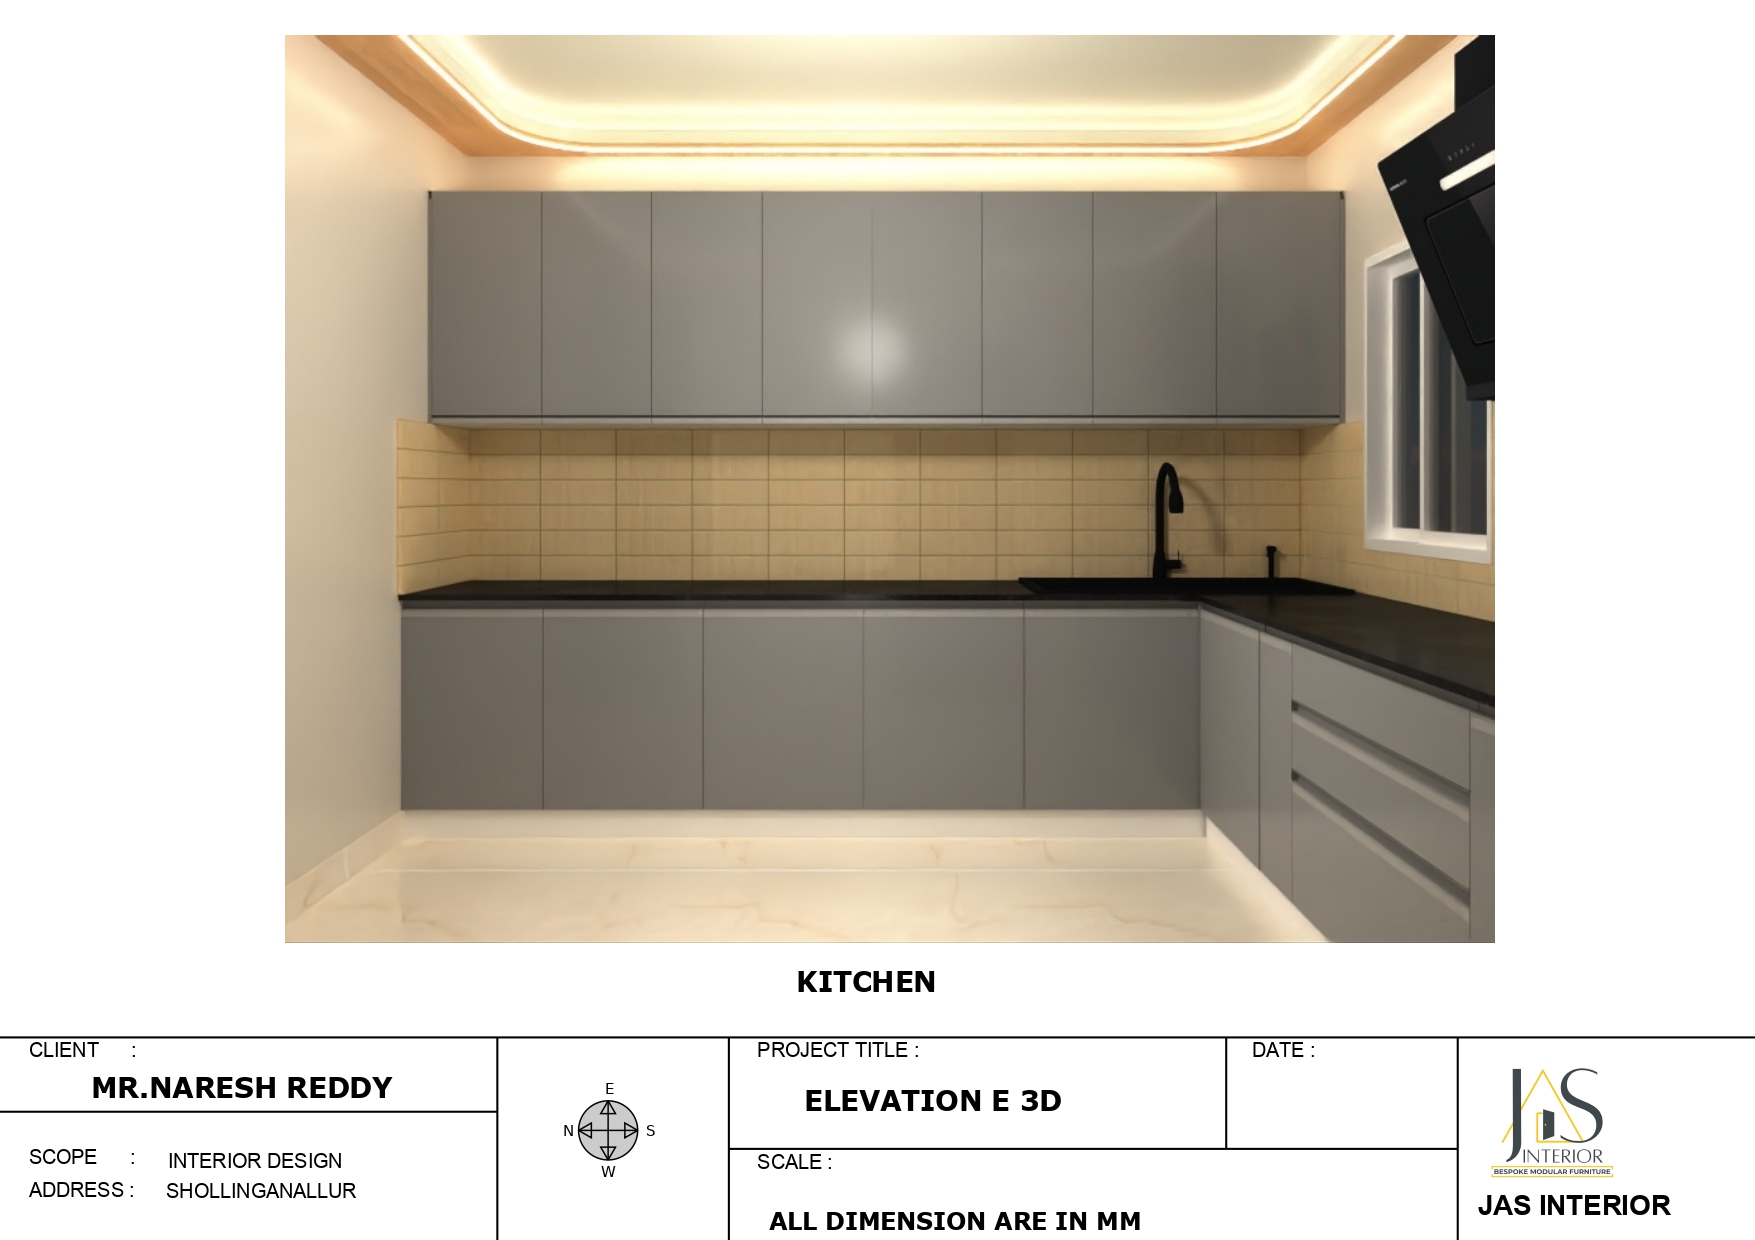 KITCHEN
CLIENT :
MR.NARESH REDDY
SCOPE : INTERIOR DESIGN
ADDRESS : SHOLLINGANALLUR
E
N S
W
PROJECT TITLE :
ELEVATION E 3D
DATE :
SCALE :
ALL DIMENSION ARE IN MM
JAS
INTERIOR
BESPOKE MODULAR FURNITURE
JAS INTERIOR